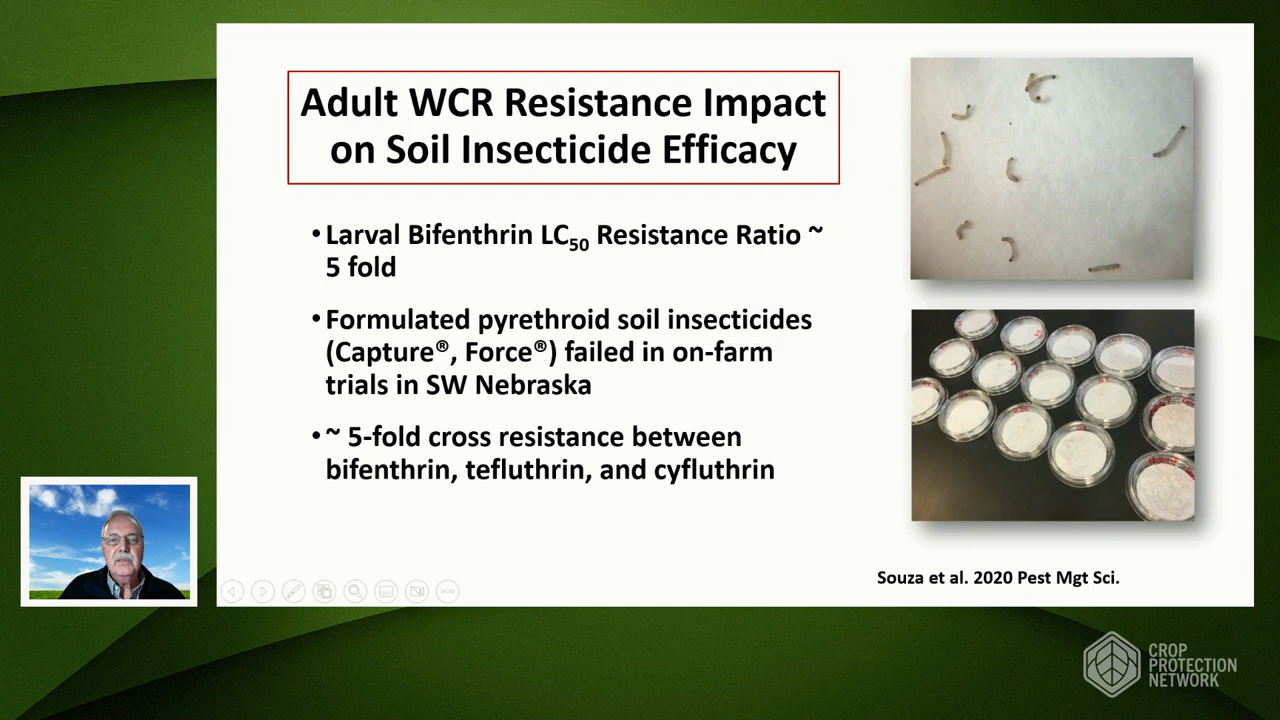 Adult WCR Resistance Impact
on Soil Insecticide Efficacy
• Larval Bifenthrin LC50 Resistance Ratio ~
5 fold
• Formulated pyrethroid soil insecticides
(Capture®, Force®) failed in on-farm
trials in SW Nebraska
• ~ 5-fold cross resistance between
bifenthrin, tefluthrin, and cyfluthrin
Souza et al. 2020 Pest Mgt Sci.
CROP
PROTECTION
NETWORK